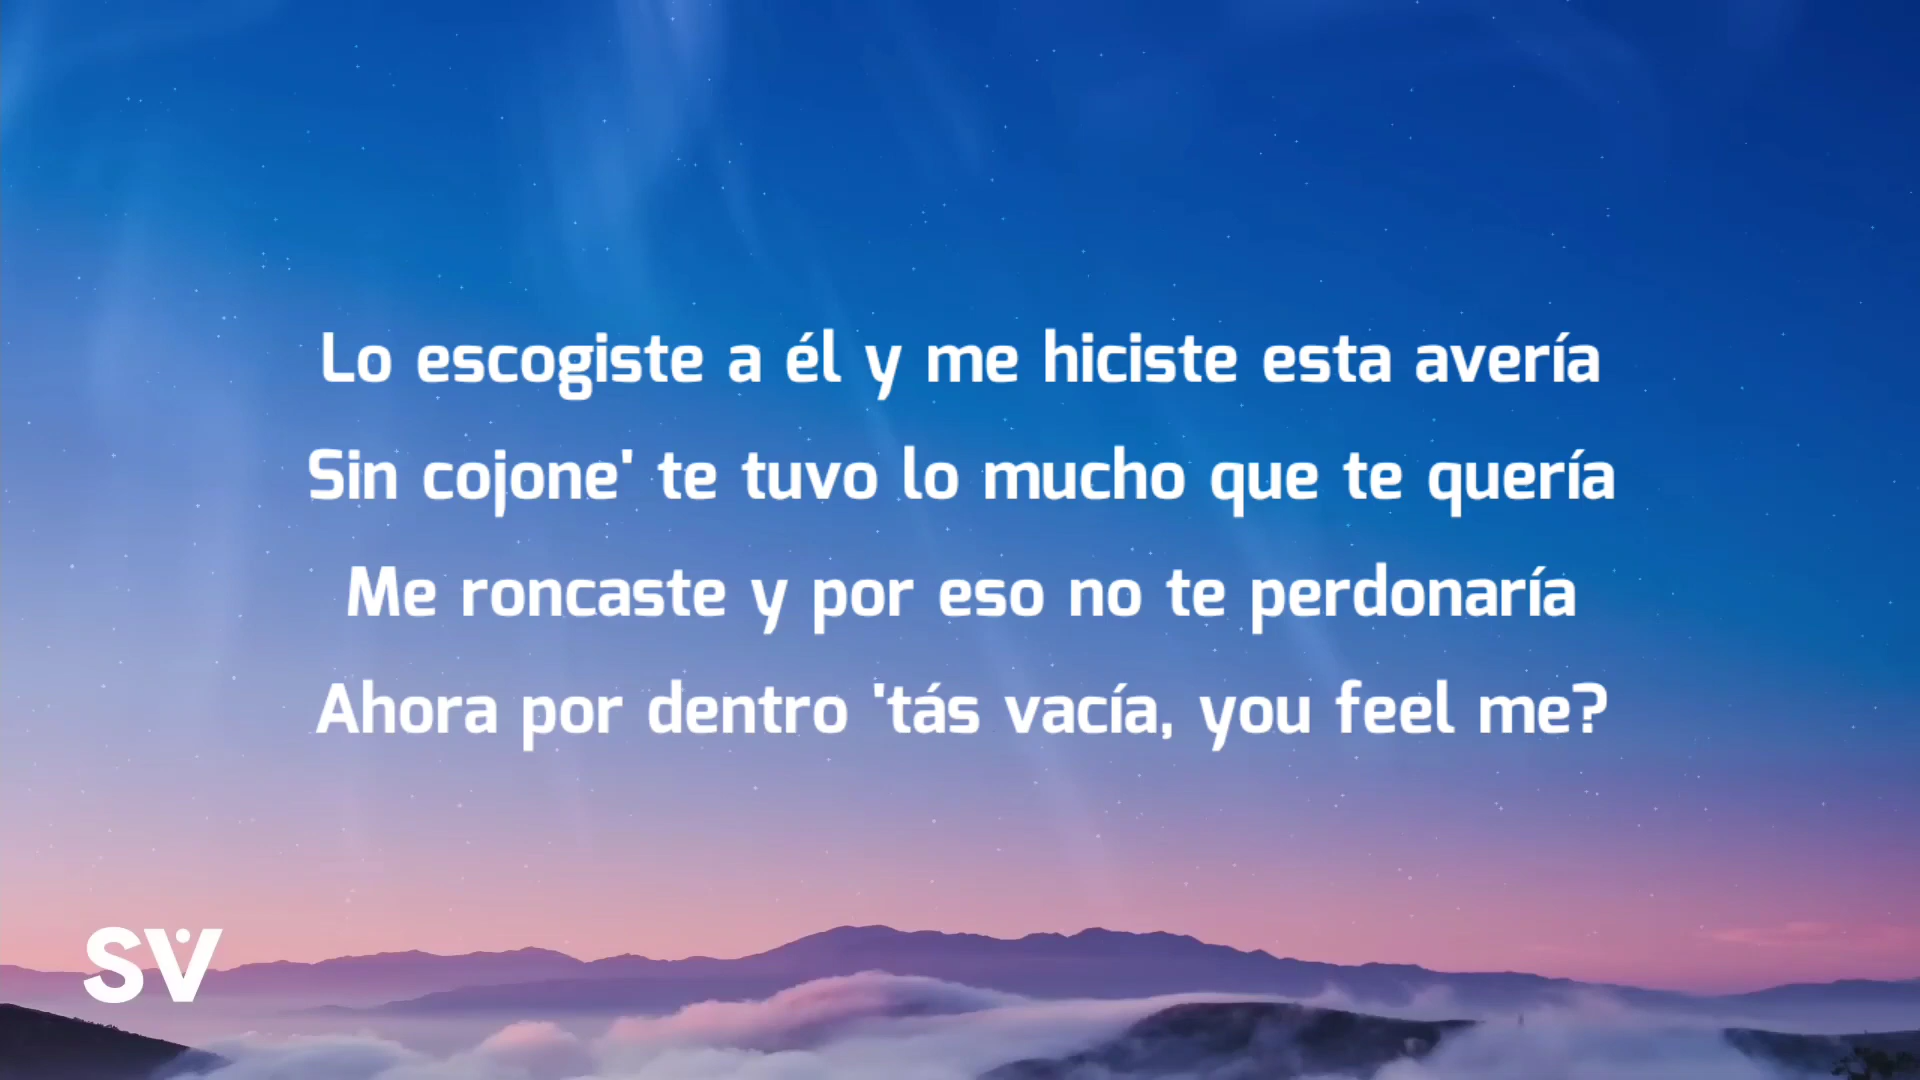 Lo escogiste a él y me hiciste esta avería
Sin cojone' te tuvo lo mucho que te quería
Me roncaste y por eso no te perdonaría
Ahora por dentro 'tás vacía, you feel me?
SV